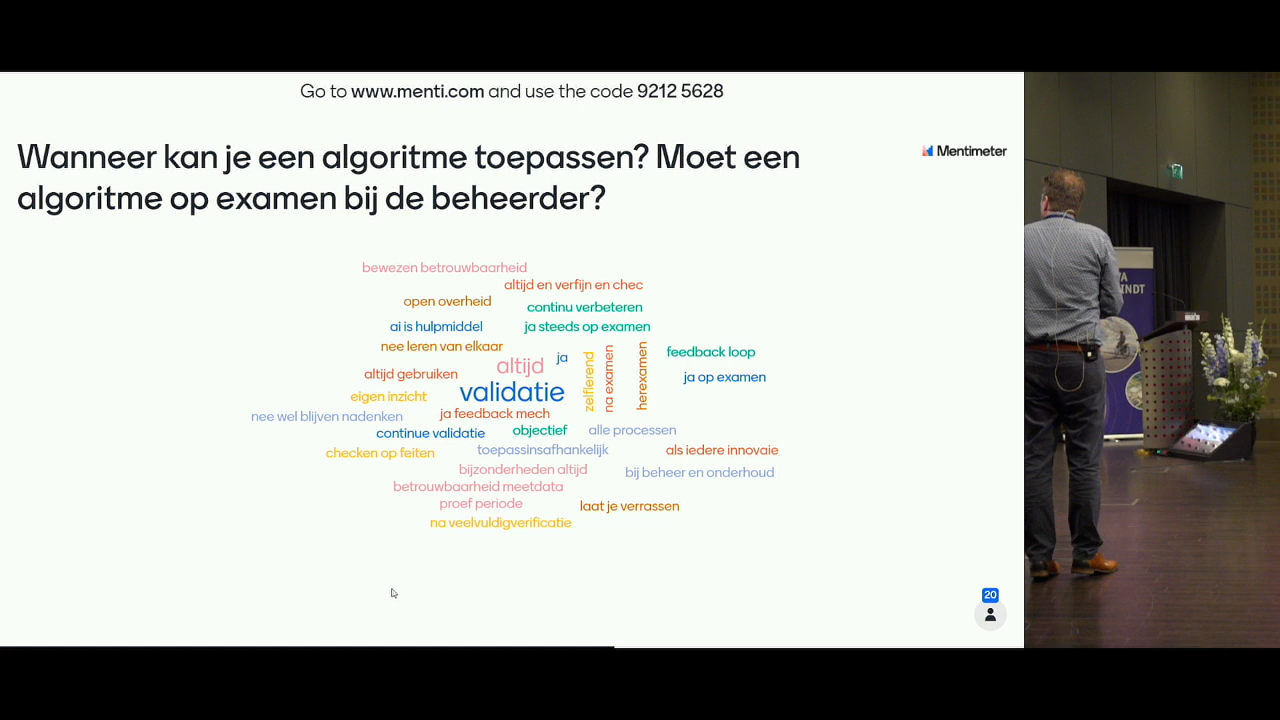 Go to www.menti.com and use the code 9212 5628
Wanneer kan je een algoritme toepassen? Moet een
algoritme op examen bij de beheerder?
Mentimeter
bewezen betrouwbaarheid
altijd en verfijn en chec
open overheid
continu verbeteren
ai is hulpmiddel
ja steeds op examen
nee leren van elkaar
altijd
ja
zelflerend
na examen
herexamen
feedback loop
altijd gebruiken
ja op examen
eigen inzicht
validatie
nee wel blijven nadenken
ja feedback mech
continue validatie
objectief
alle processen
checken op feiten
toepassinsafhankelijk
als iedere innovaie
bijzonderheden altijd
bij beheer en onderhoud
betrouwbaarheid meetdata
proef periode
laat je verrassen
na veelvuldigverificatie
20